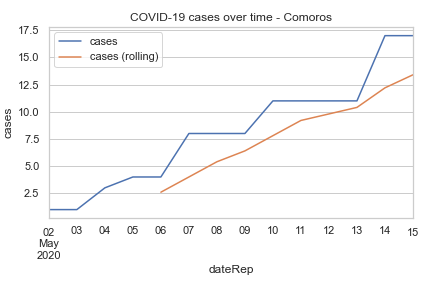 COVID-19 cases over time - Comoros
cases
cases (rolling)
17.5
15.0
12.5
10.0
7.5
5.0
2.5
cases
02 03 04 05 06 07 08 09 10 11 12 13 14 15
May
2020
dateRep